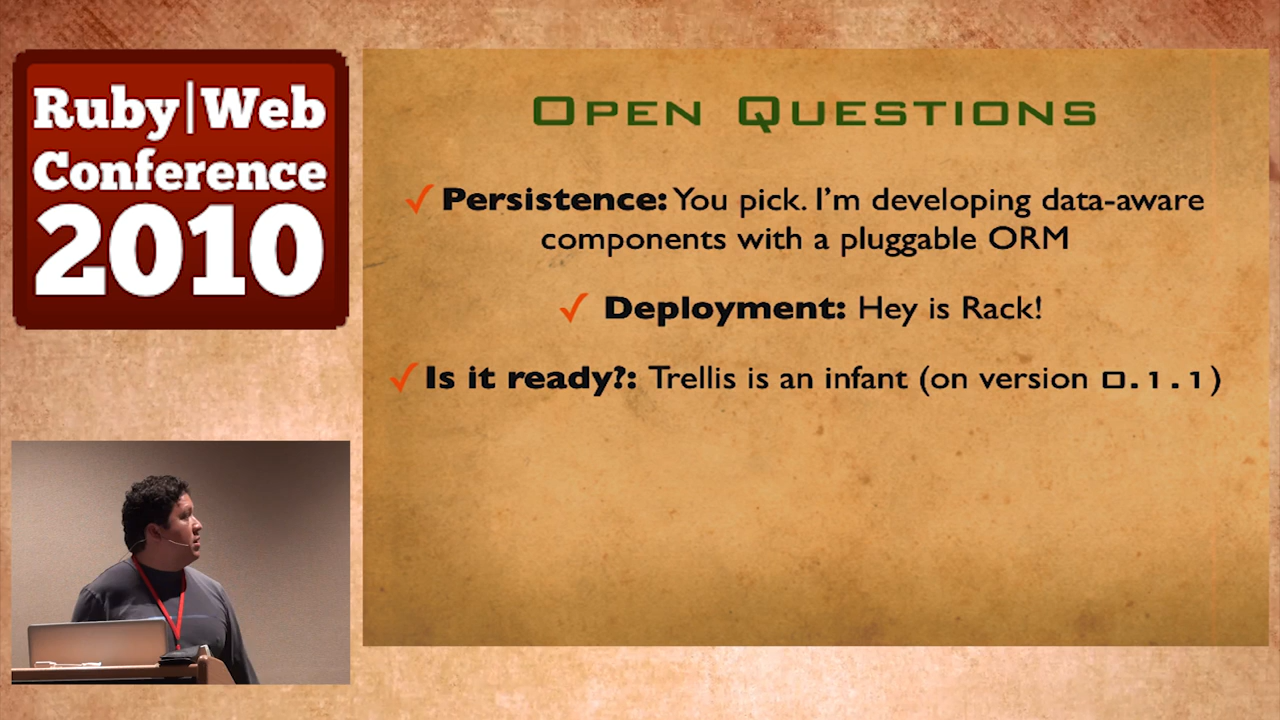 Ruby|Web
Conference
2010
Open Questions
✓ Persistence: You pick. I'm developing data-aware
components with a pluggable ORM
✓ Deployment: Hey is Rack!
✓ Is it ready?: Trellis is an infant (on version 0.1.1)